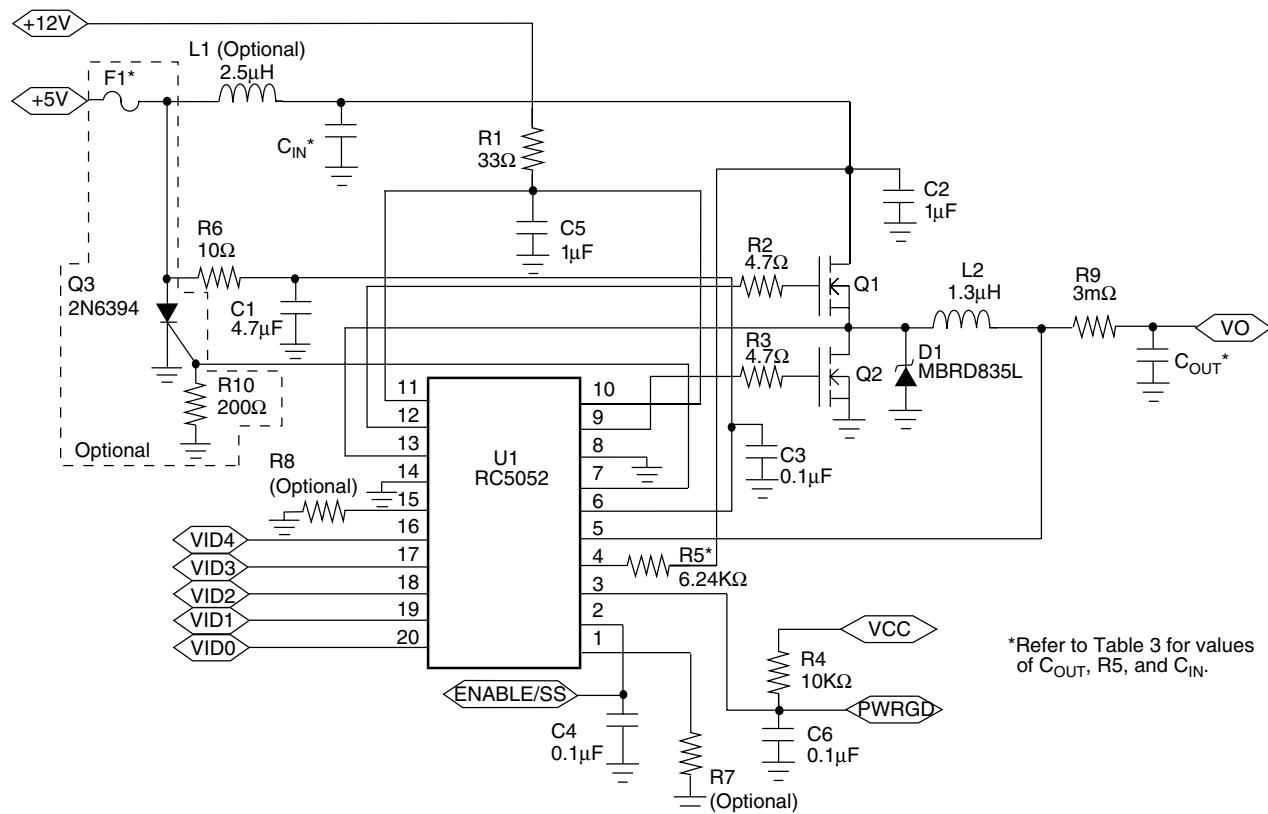 +12V
L1 (Optional)
2.5μH
F1*
+5V
CIN*
R1
33Ω
C2
1μF
C5
1μF
R6
10Ω
R2
4.7Ω
Q1
L2
1.3μH
R9
3mΩ
VO
Q3
2N6394
C1
4.7μF
R3
4.7Ω
Q2
D1
MBRD835L
COUT*
R10
200Ω
Optional
11
12
13
14
15
16
17
18
19
20
U1
RC5052
10
9
8
7
6
5
4
3
2
1
C3
0.1μF
R8
(Optional)
R5*
6.24KΩ
VID4
VID3
VID2
VID1
VID0
VCC
R4
10KΩ
*Refer to Table 3 for values
of COUT, R5, and CIN.
ENABLE/SS
PWRGD
C4
0.1μF
C6
0.1μF
R7
(Optional)